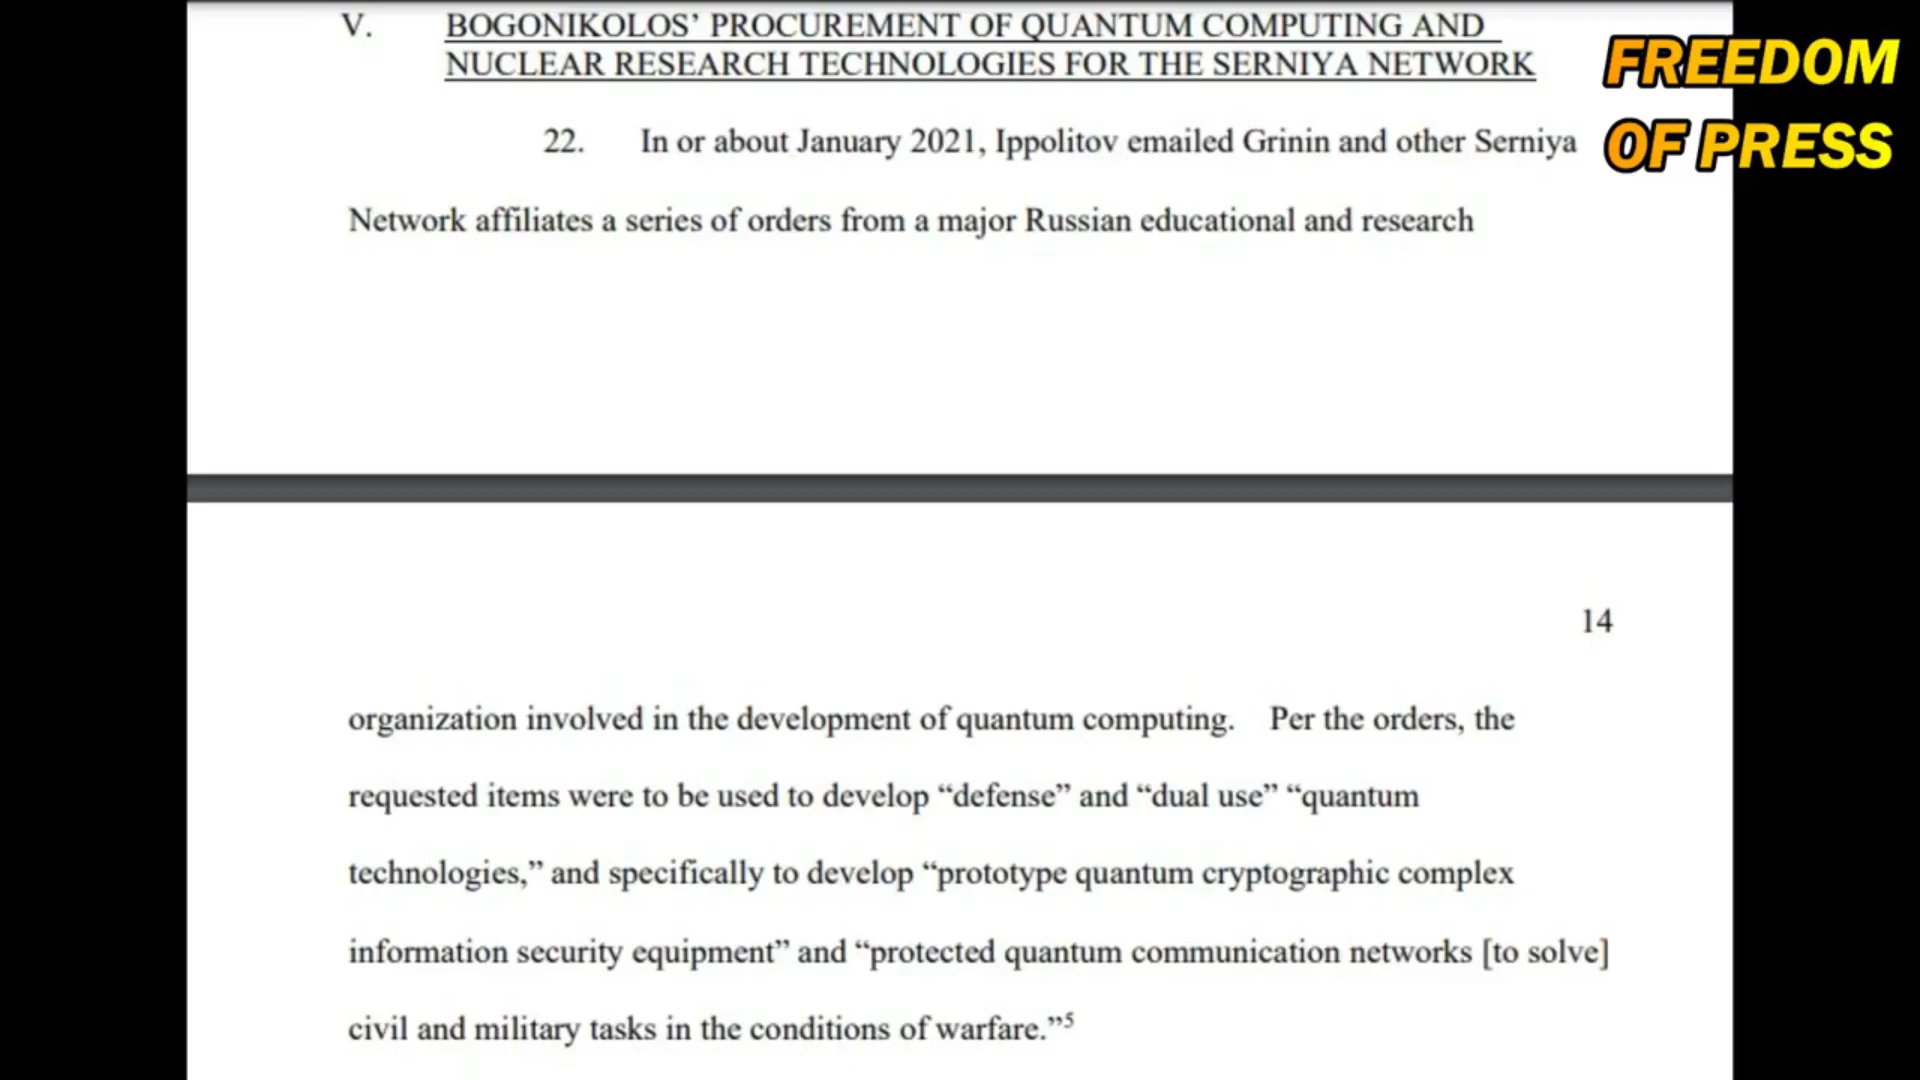 V. BOGONIKOLOS’ PROCUREMENT OF QUANTUM COMPUTING AND
NUCLEAR RESEARCH TECHNOLOGIES FOR THE SERNIYA NETWORK
FREEDOM
OF PRESS
22. In or about January 2021, Ippolitov emailed Grinin and other Serniya
Network affiliates a series of orders from a major Russian educational and research
14
organization involved in the development of quantum computing. Per the orders, the
requested items were to be used to develop “defense” and “dual use” “quantum
technologies,” and specifically to develop “prototype quantum cryptographic complex
information security equipment” and “protected quantum communication networks [to solve]
civil and military tasks in the conditions of warfare.”5